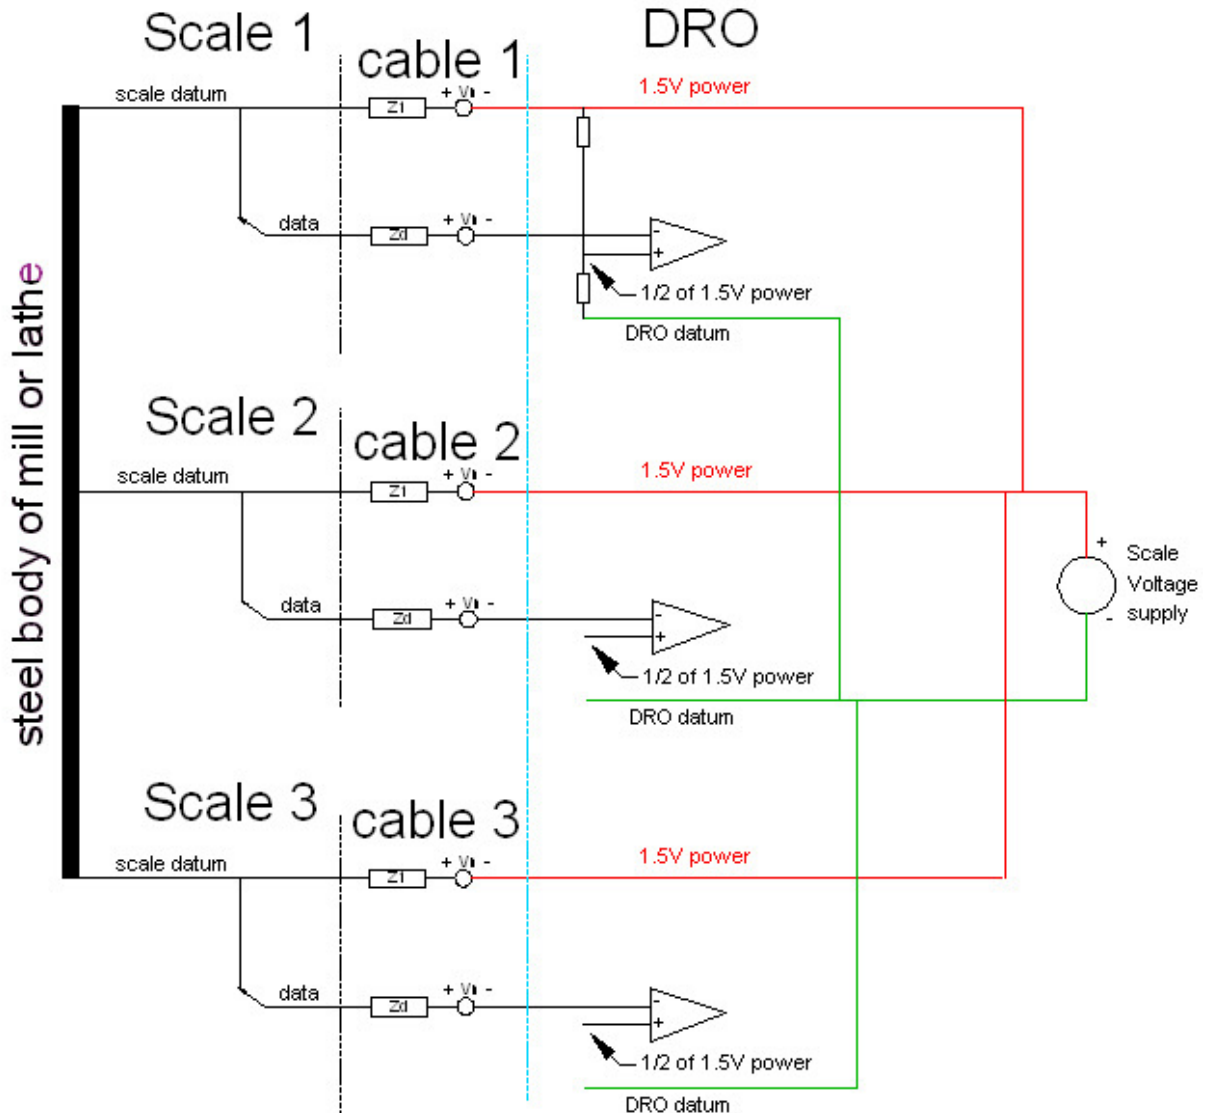 Scale 1
cable 1
DRO
scale datum
Z1
+ Vi -
1.5V power
data
Zd
+ Vi -
-
+
1/2 of 1.5V power
DRO datum
steel body of mill or lathe
Scale 2
cable 2
scale datum
Z1
+ Vi -
1.5V power
+
Scale
Voltage
supply
-
data
Zd
+ Vi -
-
+
1/2 of 1.5V power
DRO datum
Scale 3
cable 3
scale datum
Z1
+ Vi -
1.5V power
data
Zd
+ Vi -
-
+
1/2 of 1.5V power
DRO datum